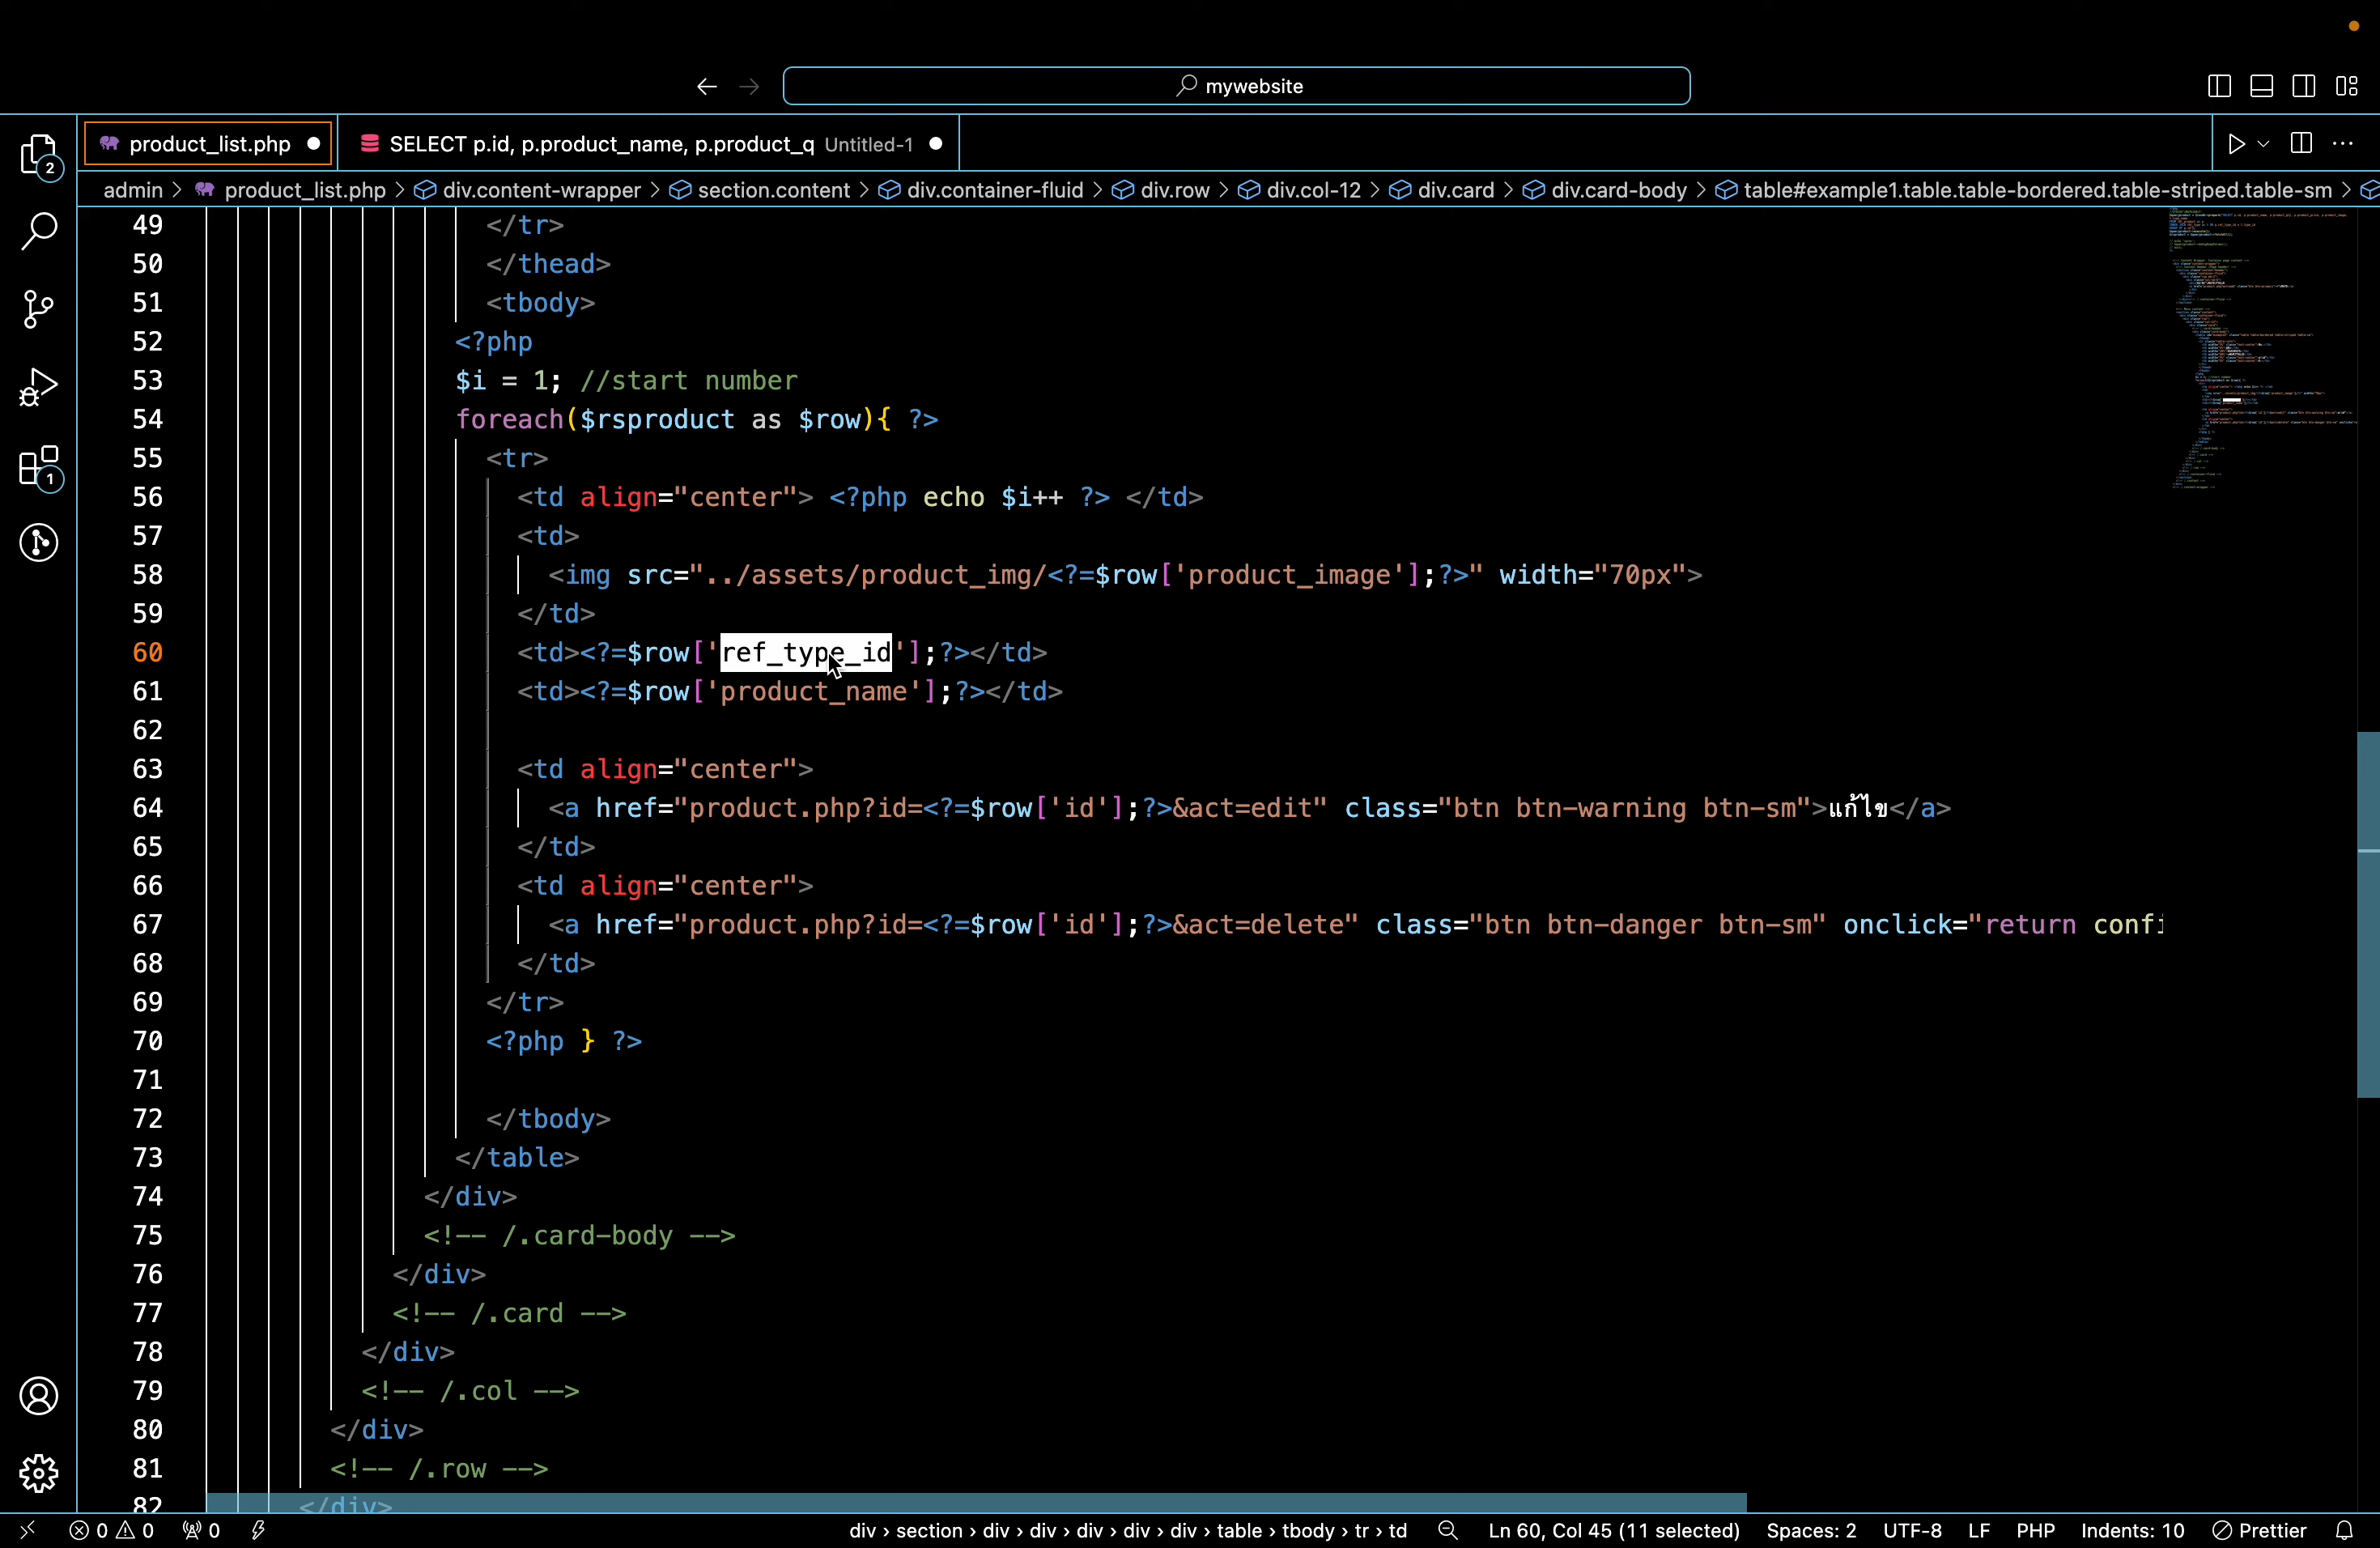 mywebsite
product_list.php
SELECT p.id, p.product_name, p.product_q Untitled-1
admin > product_list.php > div.content-wrapper > section.content > div.container-fluid > div.row > div.col-12 > div.card > div.card-body > table#example1.table.table-bordered.table-striped.table-sm >
2
1
49 </tr>
50 </thead>
51 <tbody>
52 <?php
53 $i = 1; //start number
54 foreach($rsproduct as $row){ ?>
55 <tr>
56 <td align="center"> <?php echo $i++ ?> </td>
57 <td>
58 <img src="../assets/product_img/<?=$row['product_image'];?>" width="70px">
59 </td>
60 <td><?=$row['ref_type_id'];?></td>
61 <td><?=$row['product_name'];?></td>
62
63 <td align="center">
64 <a href="product.php?id=<?=$row['id'];?>&act=edit" class="btn btn-warning btn-sm">แก้ไข</a>
65 </td>
66 <td align="center">
67 <a href="product.php?id=<?=$row['id'];?>&act=delete" class="btn btn-danger btn-sm" onclick="return confi
68 </td>
69 </tr>
70 <?php } ?>
71
72 </tbody>
73 </table>
74 </div>
75 <!-- /.card-body -->
76 </div>
77 <!-- /.card -->
78 </div>
79 <!-- /.col -->
80 </div>
81 <!-- /.row -->
82 </div>
0 0 0 div > section > div > div > div > div > div > table > tbody > tr > td Ln 60, Col 45 (11 selected) Spaces: 2 UTF-8 LF PHP Indents: 10 Prettier